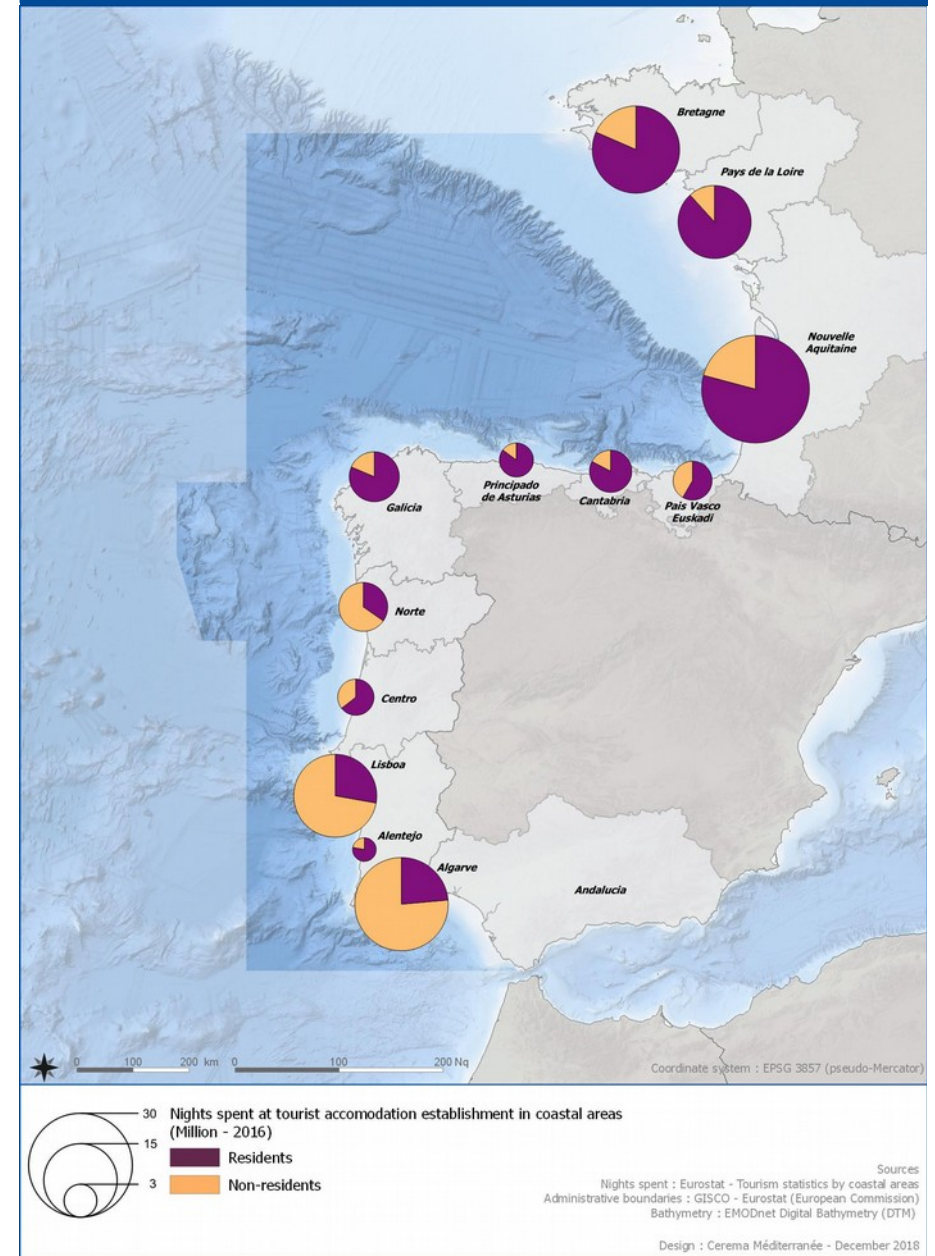 Bretagne
Pays de la Loire
Nouvelle
Aquitaine
Galicia
Principado
de Asturias
Cantabria
Pais Vasco
Euskadi
Norte
Centro
Lisboa
Alentejo
Algarve
Andalucia
0 100 200 km 0 100 200 Nq
Coordinate system : EPSG 3857 (pseudo-Mercator)
30
15
3
Nights spent at tourist accomodation establishment in coastal areas
(Million - 2016)
Residents
Non-residents
Sources
Nights spent : Eurostat - Tourism statistics by coastal areas
Administrative boundaries : GISCO - Eurostat (European Commission)
Bathymetry : EMODnet Digital Bathymetry (DTM)
Design : Cerema Méditerranée - December 2018